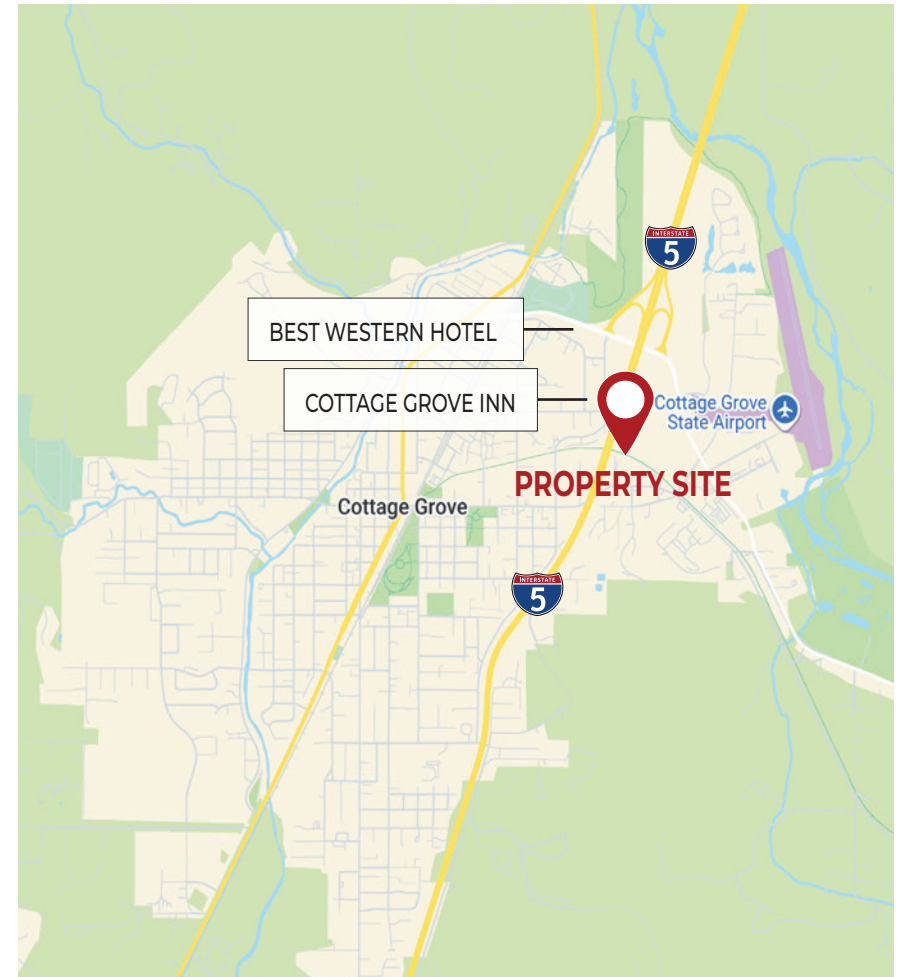 INTERSTATE
5
BEST WESTERN HOTEL
COTTAGE GROVE INN
Cottage Grove
State Airport
PROPERTY SITE
Cottage Grove
INTERSTATE
5